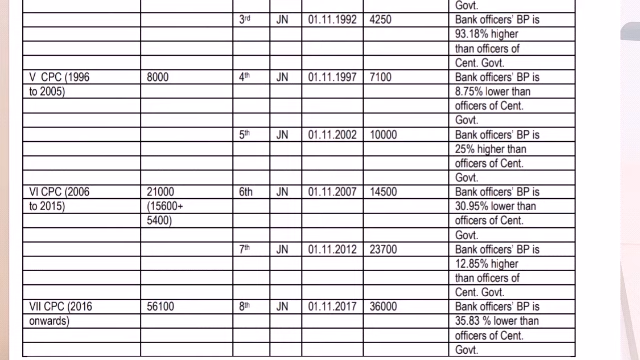 Govt.
3rd JN 01.11.1992 4250 Bank officers' BP is
93.18% higher
than officers of
Cent. Govt.
V CPC (1996 8000 4th JN 01.11.1997 7100 Bank officers' BP is
to 2005) 8.75% lower than
officers of Cent.
Govt.
5th JN 01.11.2002 10000 Bank officers' BP is
25% higher than
officers of Cent.
Govt.
VI CPC (2006 21000 6th JN 01.11.2007 14500 Bank officers' BP is
to 2015) (15600+ 30.95% lower than
5400) officers of Cent.
Govt.
7th JN 01.11.2012 23700 Bank officers' BP is
12.85% higher
than officers of
Cent. Govt.
VII CPC (2016 56100 8th JN 01.11.2017 36000 Bank officers' BP is
onwards) 35.83 % lower than
officers of Cent.
Govt.